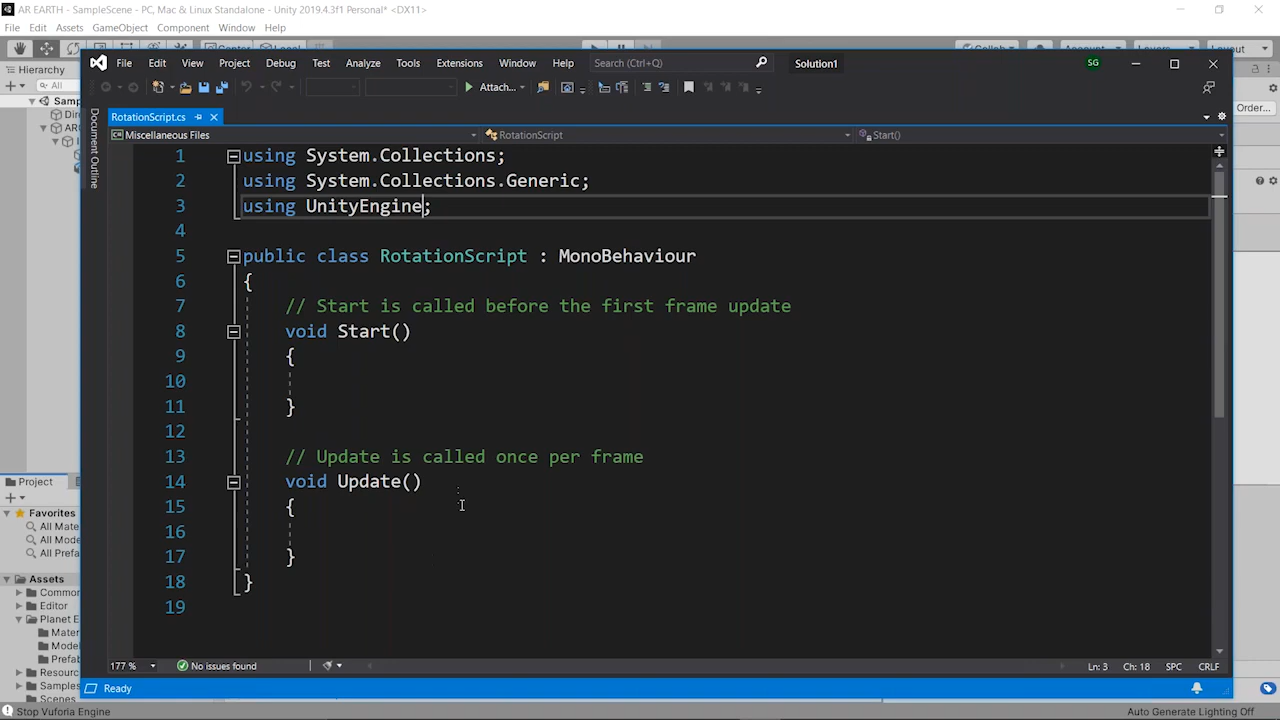 AR EARTH - SampleScene - PC, Mac & Linux Standalone - Unity 2019.4.3f1 Personal* <DX11>
File Edit Assets GameObject Component Window Help
Hierarchy
All
Order...
File Edit View Project Debug Test Analyze Tools Extensions Window Help Search (Ctrl+Q) Solution1 SG
Attach...
RotationScript.cs
Document Outline
Miscellaneous Files RotationScript Start()
1 using System.Collections;
2 using System.Collections.Generic;
3 using UnityEngine;
4
5 public class RotationScript : MonoBehaviour
6 {
7 // Start is called before the first frame update
8 void Start()
9 {
10
11 }
12
13 // Update is called once per frame
14 void Update()
15 {
16
17 }
18 }
19
Project
Favorites
All Mate
All Mode
All Prefa
Assets
Common
Editor
Planet E
Mater
Model
Prefab
Resourc
Samples
Scenes
177 % No issues found Ln: 3 Ch: 18 SPC CRLF
Ready
Stop Vuforia Engine Auto Generate Lighting Off